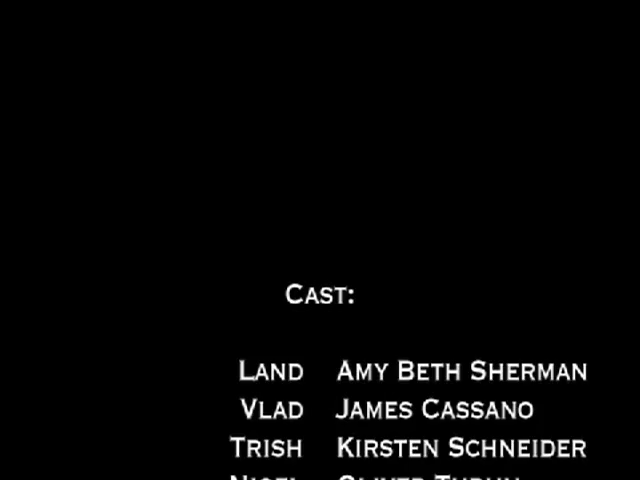 Cast:
Land Amy Beth Sherman
Vlad James Cassano
Trish Kirsten Schneider